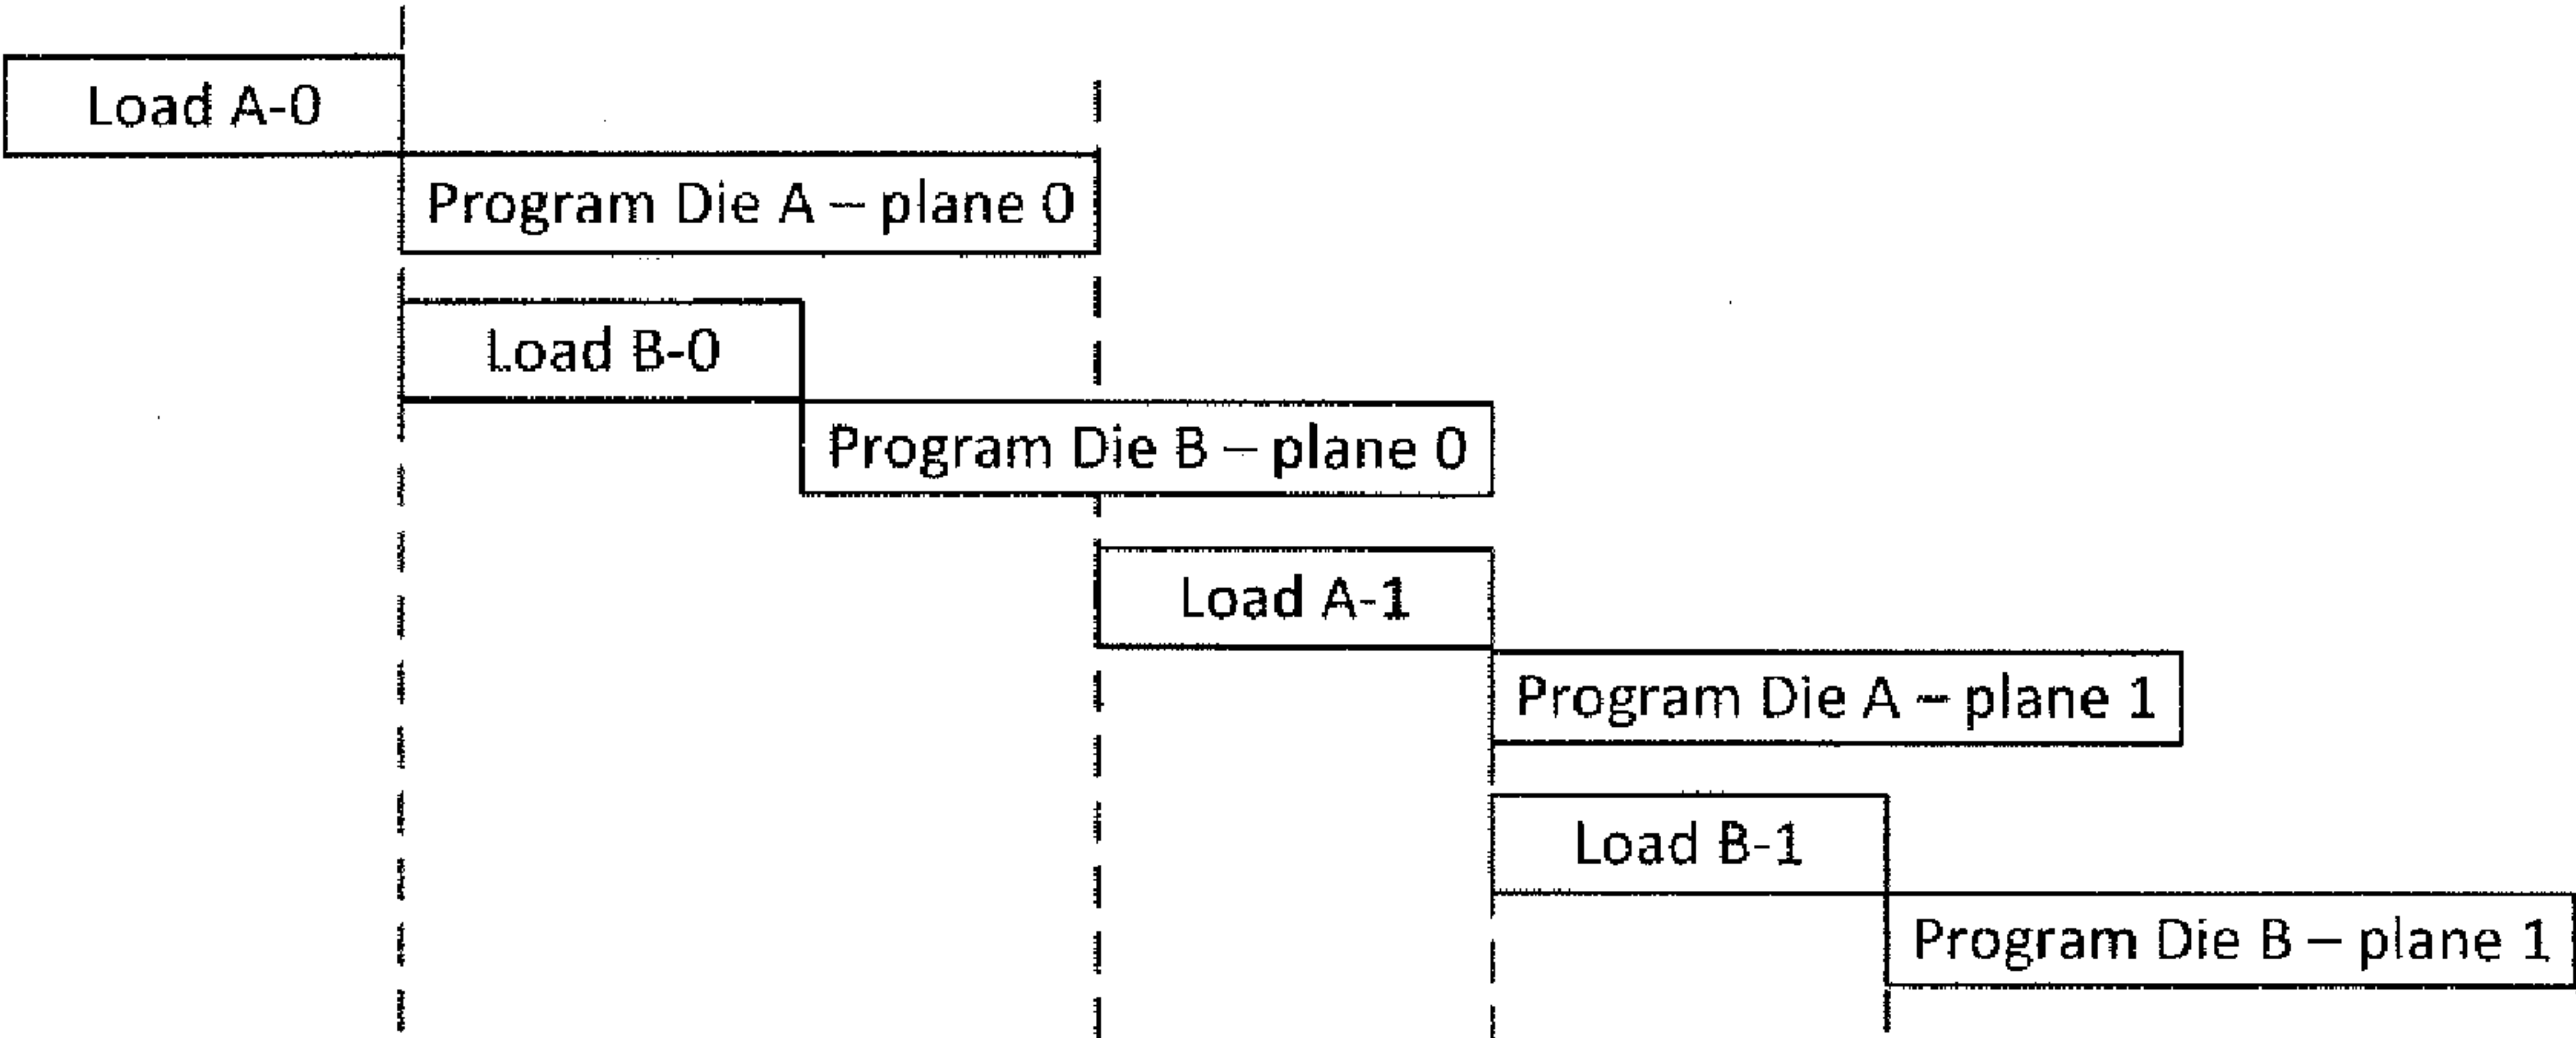 Load A-0
Program Die A – plane 0
Load B-0
Program Die B – plane 0
Load A-1
Program Die A – plane 1
Load B-1
Program Die B – plane 1